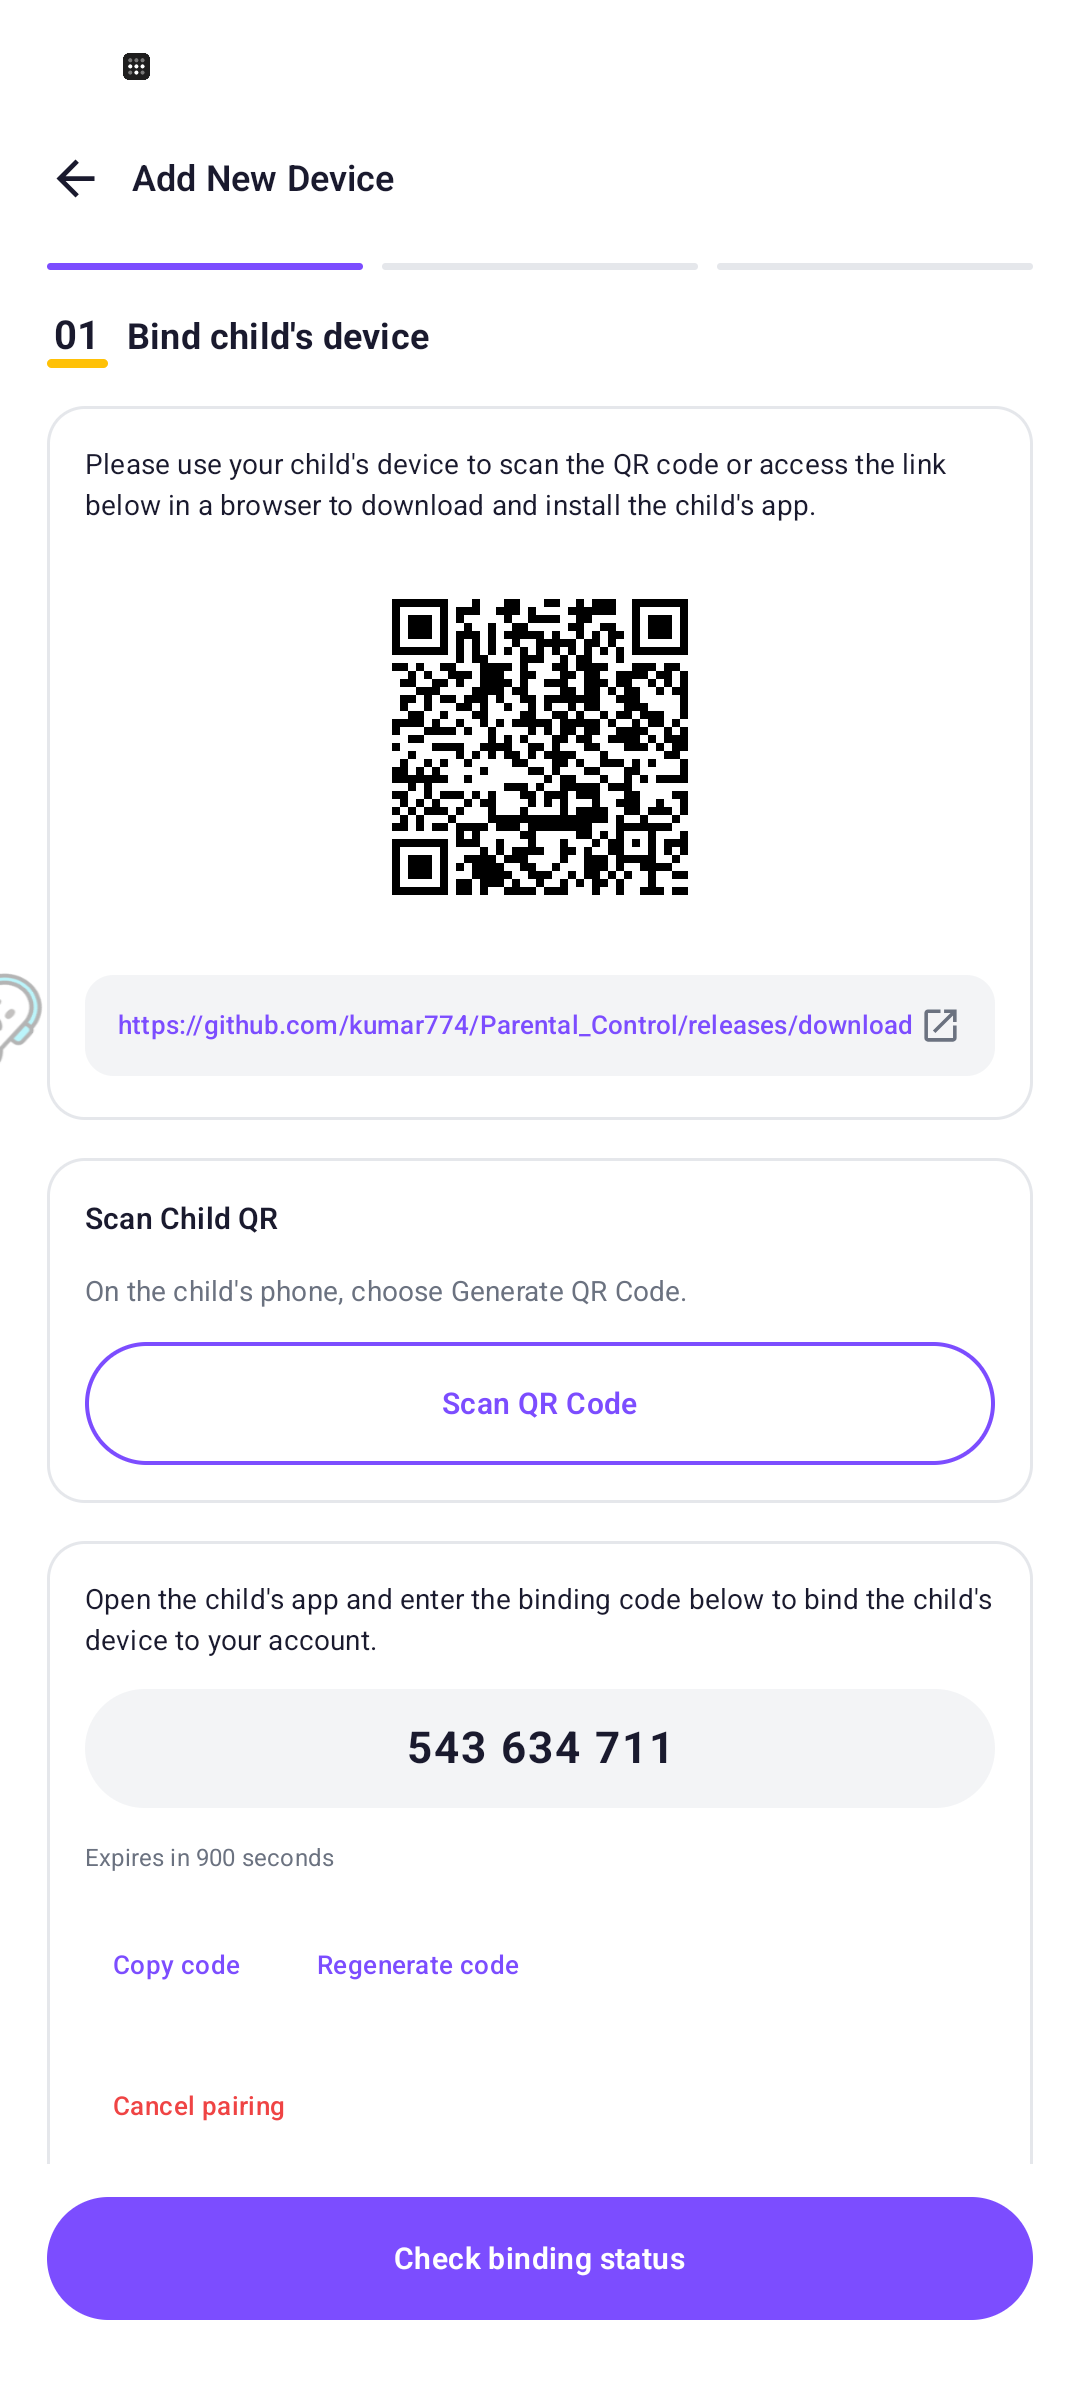 Add New Device
01 Bind child's device
Please use your child's device to scan the QR code or access the link
below in a browser to download and install the child's app.
https://github.com/kumar774/Parental_Control/releases/download
Scan Child QR
On the child's phone, choose Generate QR Code.
Scan QR Code
Open the child's app and enter the binding code below to bind the child's
device to your account.
543 634 711
Expires in 900 seconds
Copy code Regenerate code
Cancel pairing
Check binding status